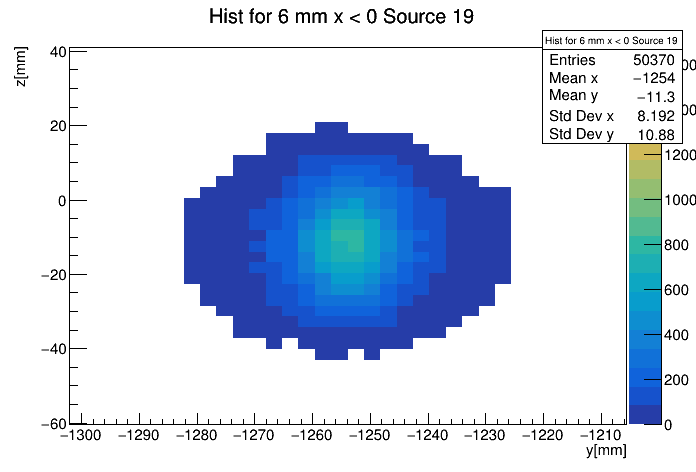 Hist for 6 mm x < 0 Source 19
z[mm]
40
20
0
−20
−40
−60
−1300 −1290 −1280 −1270 −1260 −1250 −1240 −1230 −1220 −1210
y[mm]
Hist for 6 mm x < 0 Source 19
Entries 50370
Mean x −1254
Mean y −11.3
Std Dev x 8.192
Std Dev y 10.88
1200
1000
800
600
400
200
0